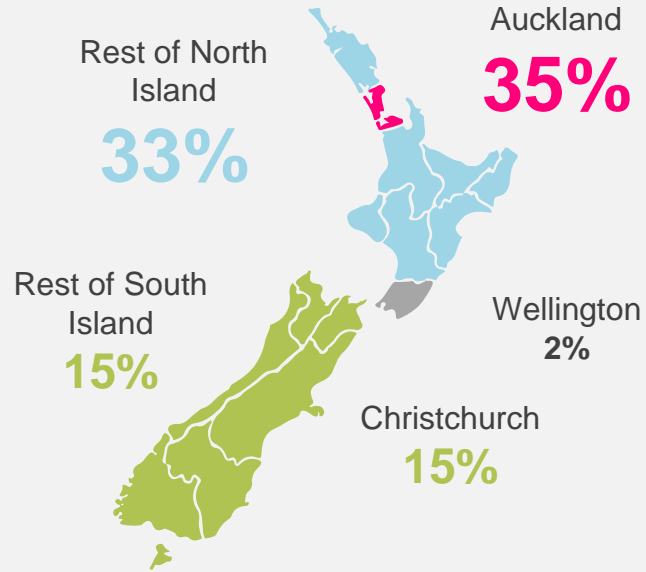 Auckland
35%
Rest of North
Island
33%
Rest of South
Island
15%
Wellington
2%
Christchurch
15%